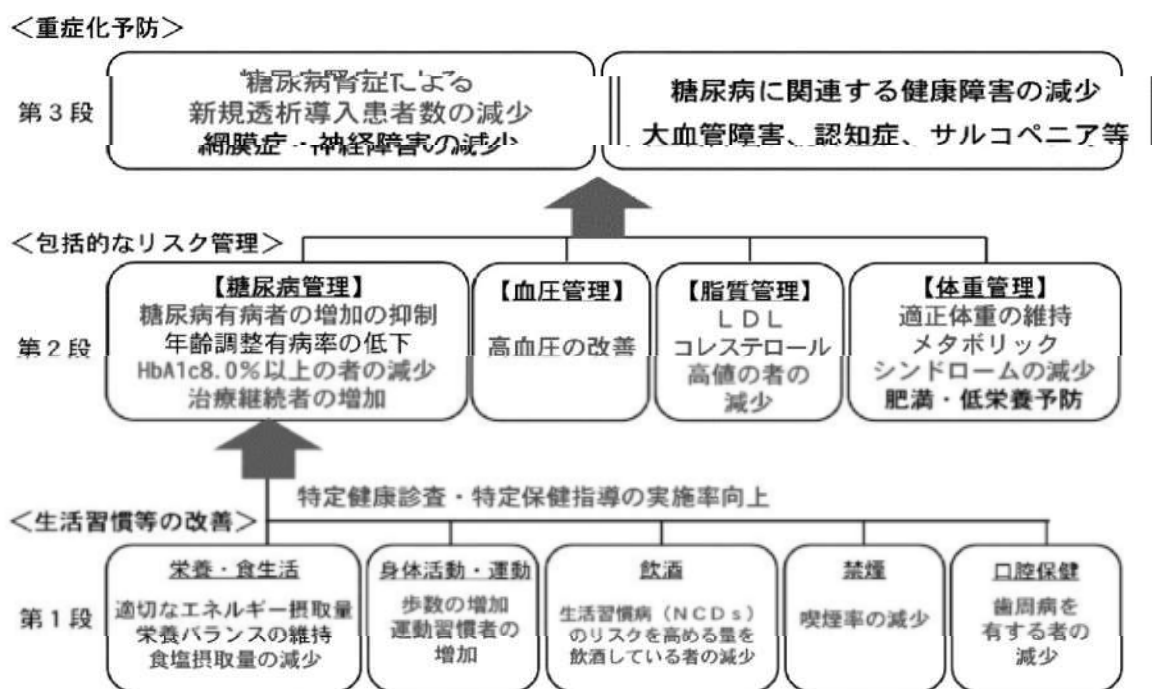 ＜重症化予防＞
第３段
糖尿病腎症による
新規透析導入患者数の減少
網膜症・神経障害の減少
糖尿病に関連する健康障害の減少
大血管障害、認知症、サルコペニア等
＜包括的なリスク管理＞
第２段
【糖尿病管理】
糖尿病有病者の増加の抑制
年齢調整有病率の低下
HbA1c8.0%以上の者の減少
治療継続者の増加
【血圧管理】
高血圧の改善
【脂質管理】
ＬＤＬ
コレステロール
高値の者の
減少
【体重管理】
適正体重の維持
メタボリック
シンドロームの減少
肥満・低栄養予防
特定健康診査・特定保健指導の実施率向上
＜生活習慣等の改善＞
第１段
栄養・食生活
適切なエネルギー摂取量
栄養バランスの維持
食塩摂取量の減少
身体活動・運動
歩数の増加
運動習慣者の
増加
飲酒
生活習慣病（ＮＣＤｓ）
のリスクを高める量を
飲酒している者の減少
禁煙
喫煙率の減少
口腔保健
歯周病を
有する者の
減少